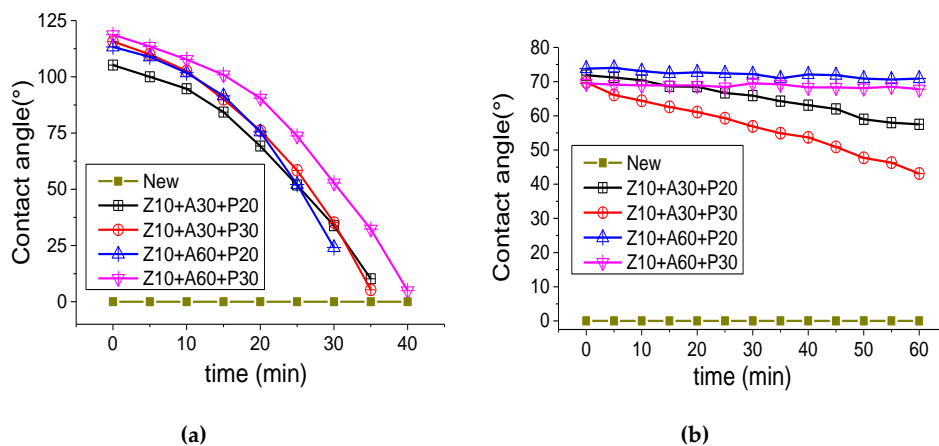 (a)
125
100
75
50
25
0
Contact angle(°)
New
Z10+A30+P20
Z10+A30+P30
Z10+A60+P20
Z10+A60+P30
0 10 20 30 40
time (min)
(a)
(b)
80
70
60
50
40
30
20
10
0
Contact angle(°)
New
Z10+A30+P20
Z10+A30+P30
Z10+A60+P20
Z10+A60+P30
0 10 20 30 40 50 60
time (min)
(b)